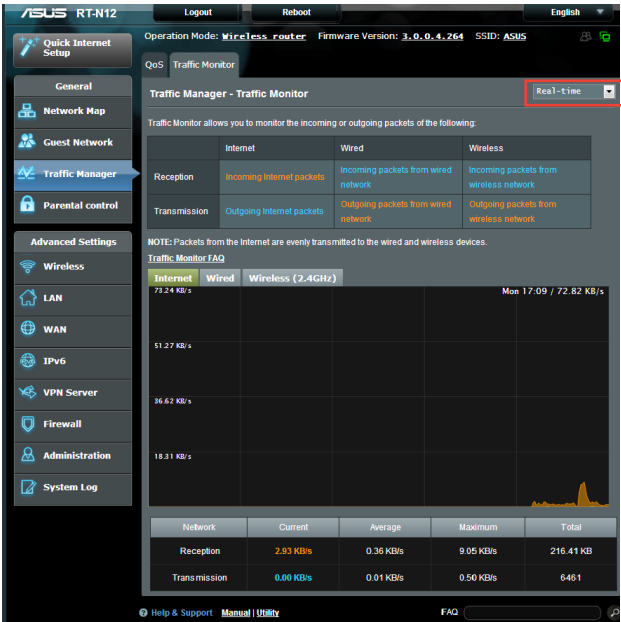 ASUS RT-N12
Logout
Reboot
English
Quick Internet
Setup
Operation Mode: Wireless router Firmware Version: 3.0.0.4.264 SSID: ASUS
QoS
Traffic Monitor
General
Network Map
Guest Network
Traffic Manager
Parental control
Advanced Settings
Wireless
LAN
WAN
IPv6
VPN Server
Firewall
Administration
System Log
Traffic Manager - Traffic Monitor
Real-time
Traffic Monitor allows you to monitor the incoming or outgoing packets of the following:
Internet Wired Wireless
Reception Incoming Internet packets Incoming packets from wired network Incoming packets from wireless network
Transmission Outgoing Internet packets Outgoing packets from wired network Outgoing packets from wireless network
NOTE: Packets from the Internet are evenly transmitted to the wired and wireless devices.
Traffic Monitor FAQ
Internet Wired Wireless (2.4GHz)
73.24 KB/s
Mon 17:09 / 72.82 KB/s
51.27 KB/s
36.62 KB/s
18.31 KB/s
Network Current Average Maximum Total
Reception 2.93 KB/s 0.36 KB/s 9.05 KB/s 216.41 KB
Transmission 0.00 KB/s 0.01 KB/s 0.50 KB/s 6461
Help & Support Manual | Utility FAQ